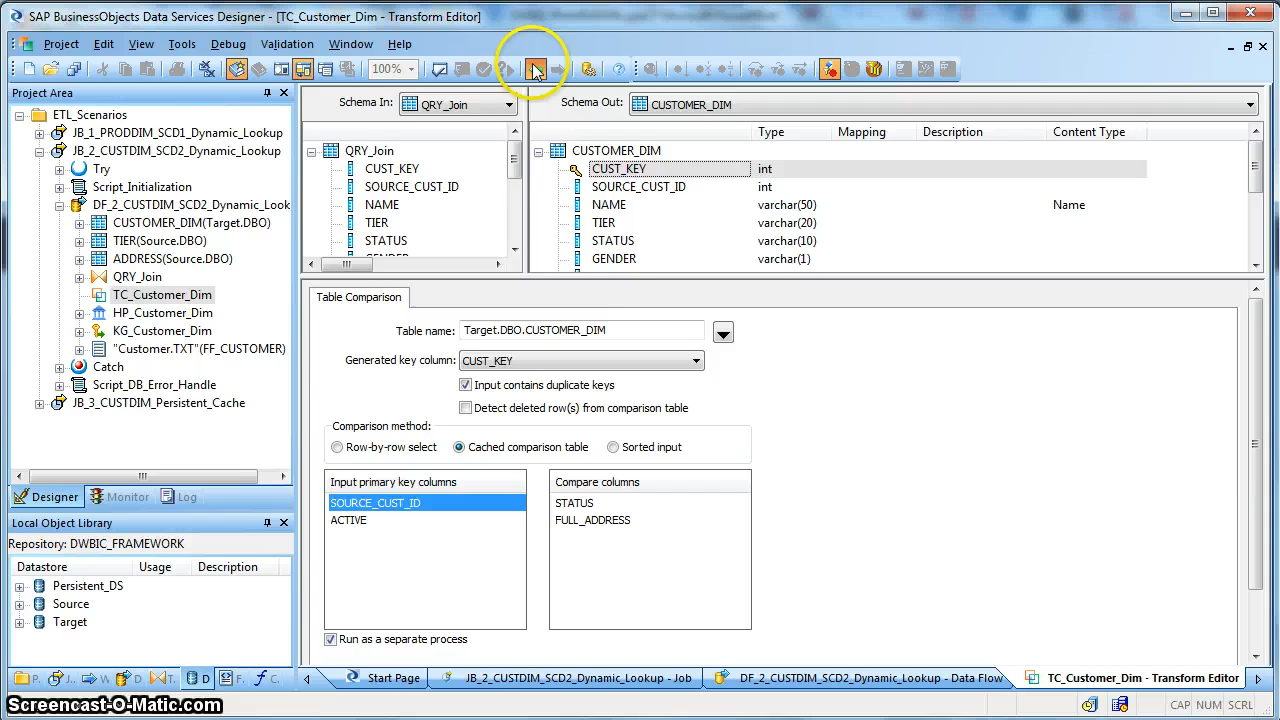 SAP BusinessObjects Data Services Designer - [TC_Customer_Dim - Transform Editor]
Project Edit View Tools Debug Validation Window Help
100%
Project Area
ETL_Scenarios
JB_1_PRODDIM_SCD1_Dynamic_Lookup
JB_2_CUSTDIM_SCD2_Dynamic_Lookup
Try
Script_Initialization
DF_2_CUSTDIM_SCD2_Dynamic_Look
CUSTOMER_DIM(Target.DBO)
TIER(Source.DBO)
ADDRESS(Source.DBO)
QRY_Join
TC_Customer_Dim
HP_Customer_Dim
KG_Customer_Dim
"Customer.TXT"(FF_CUSTOMER)
Catch
Script_DB_Error_Handle
JB_3_CUSTDIM_Persistent_Cache
Designer Monitor Log
Local Object Library
Repository: DWBIC_FRAMEWORK
Datastore Usage Description
Persistent_DS
Source
Target
P. J.. W D T. D F. C.
Schema In: QRY_Join
QRY_Join
CUST_KEY
SOURCE_CUST_ID
NAME
TIER
STATUS
GENDER
Schema Out: CUSTOMER_DIM
Type Mapping Description Content Type
CUSTOMER_DIM
CUST_KEY int
SOURCE_CUST_ID int
NAME varchar(50) Name
TIER varchar(20)
STATUS varchar(10)
GENDER varchar(1)
Table Comparison
Table name: Target.DBO.CUSTOMER_DIM
Generated key column: CUST_KEY
Input contains duplicate keys
Detect deleted row(s) from comparison table
Comparison method:
Row-by-row select Cached comparison table Sorted input
Input primary key columns
SOURCE_CUST_ID
ACTIVE
Compare columns
STATUS
FULL_ADDRESS
Run as a separate process
Start Page JB_2_CUSTDIM_SCD2_Dynamic_Lookup - Job DF_2_CUSTDIM_SCD2_Dynamic_Lookup - Data Flow TC_Customer_Dim - Transform Editor
Screencast-O-Matic.com
CAP NUM SCRL